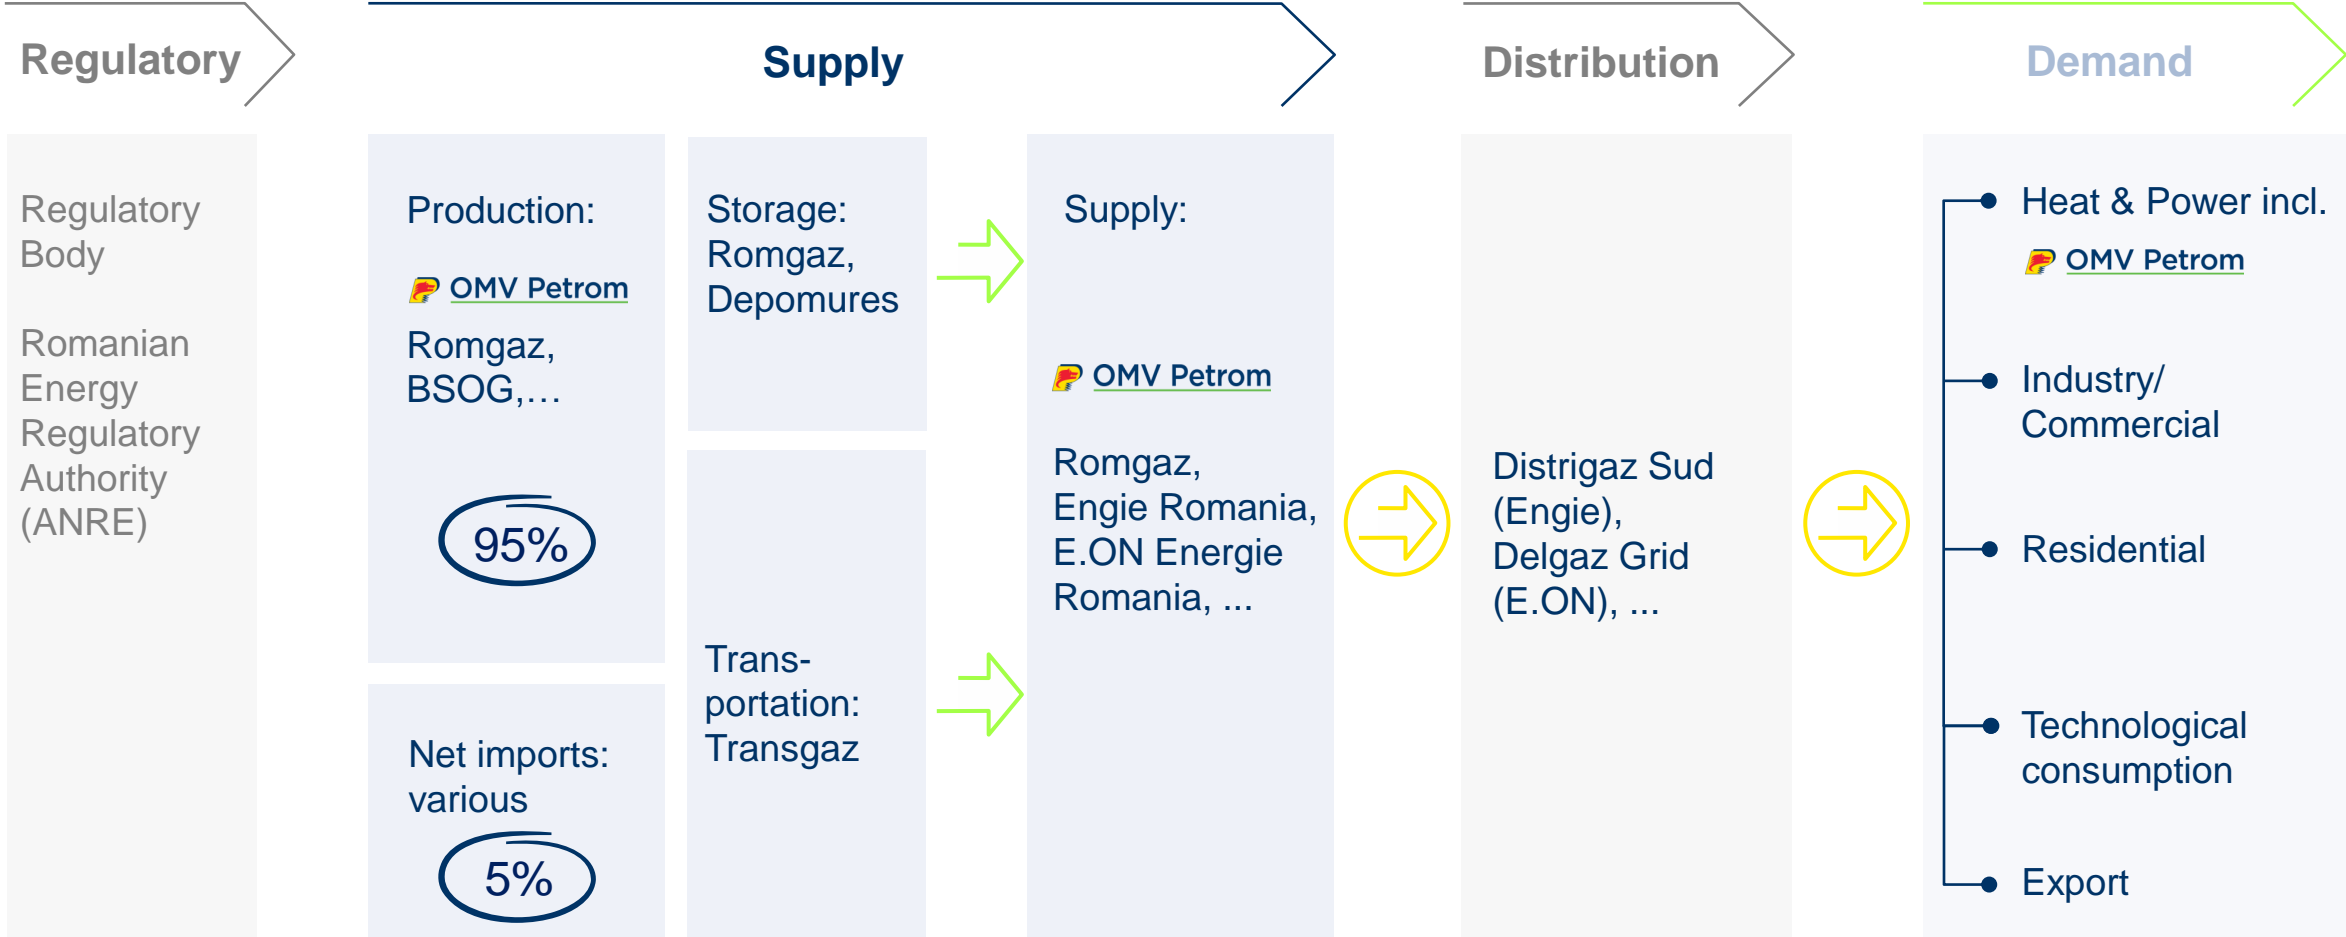 Regulatory
Supply
Distribution
Demand
Regulatory
Body
Romanian
Energy
Regulatory
Authority
(ANRE)
Production:
OMV Petrom
Romgaz,
BSOG,…
95%
Net imports:
various
5%
Storage:
Romgaz,
Depomures
Trans-
portation:
Transgaz
Supply:
OMV Petrom
Romgaz,
Engie Romania,
E.ON Energie
Romania, ...
Distrigaz Sud
(Engie),
Delgaz Grid
(E.ON), ...
Heat & Power incl.
OMV Petrom
Industry/
Commercial
Residential
Technological
consumption
Export